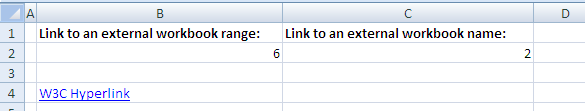 A B C D
1 Link to an external workbook range: Link to an external workbook name:
2 6 2
3
4 W3C Hyperlink